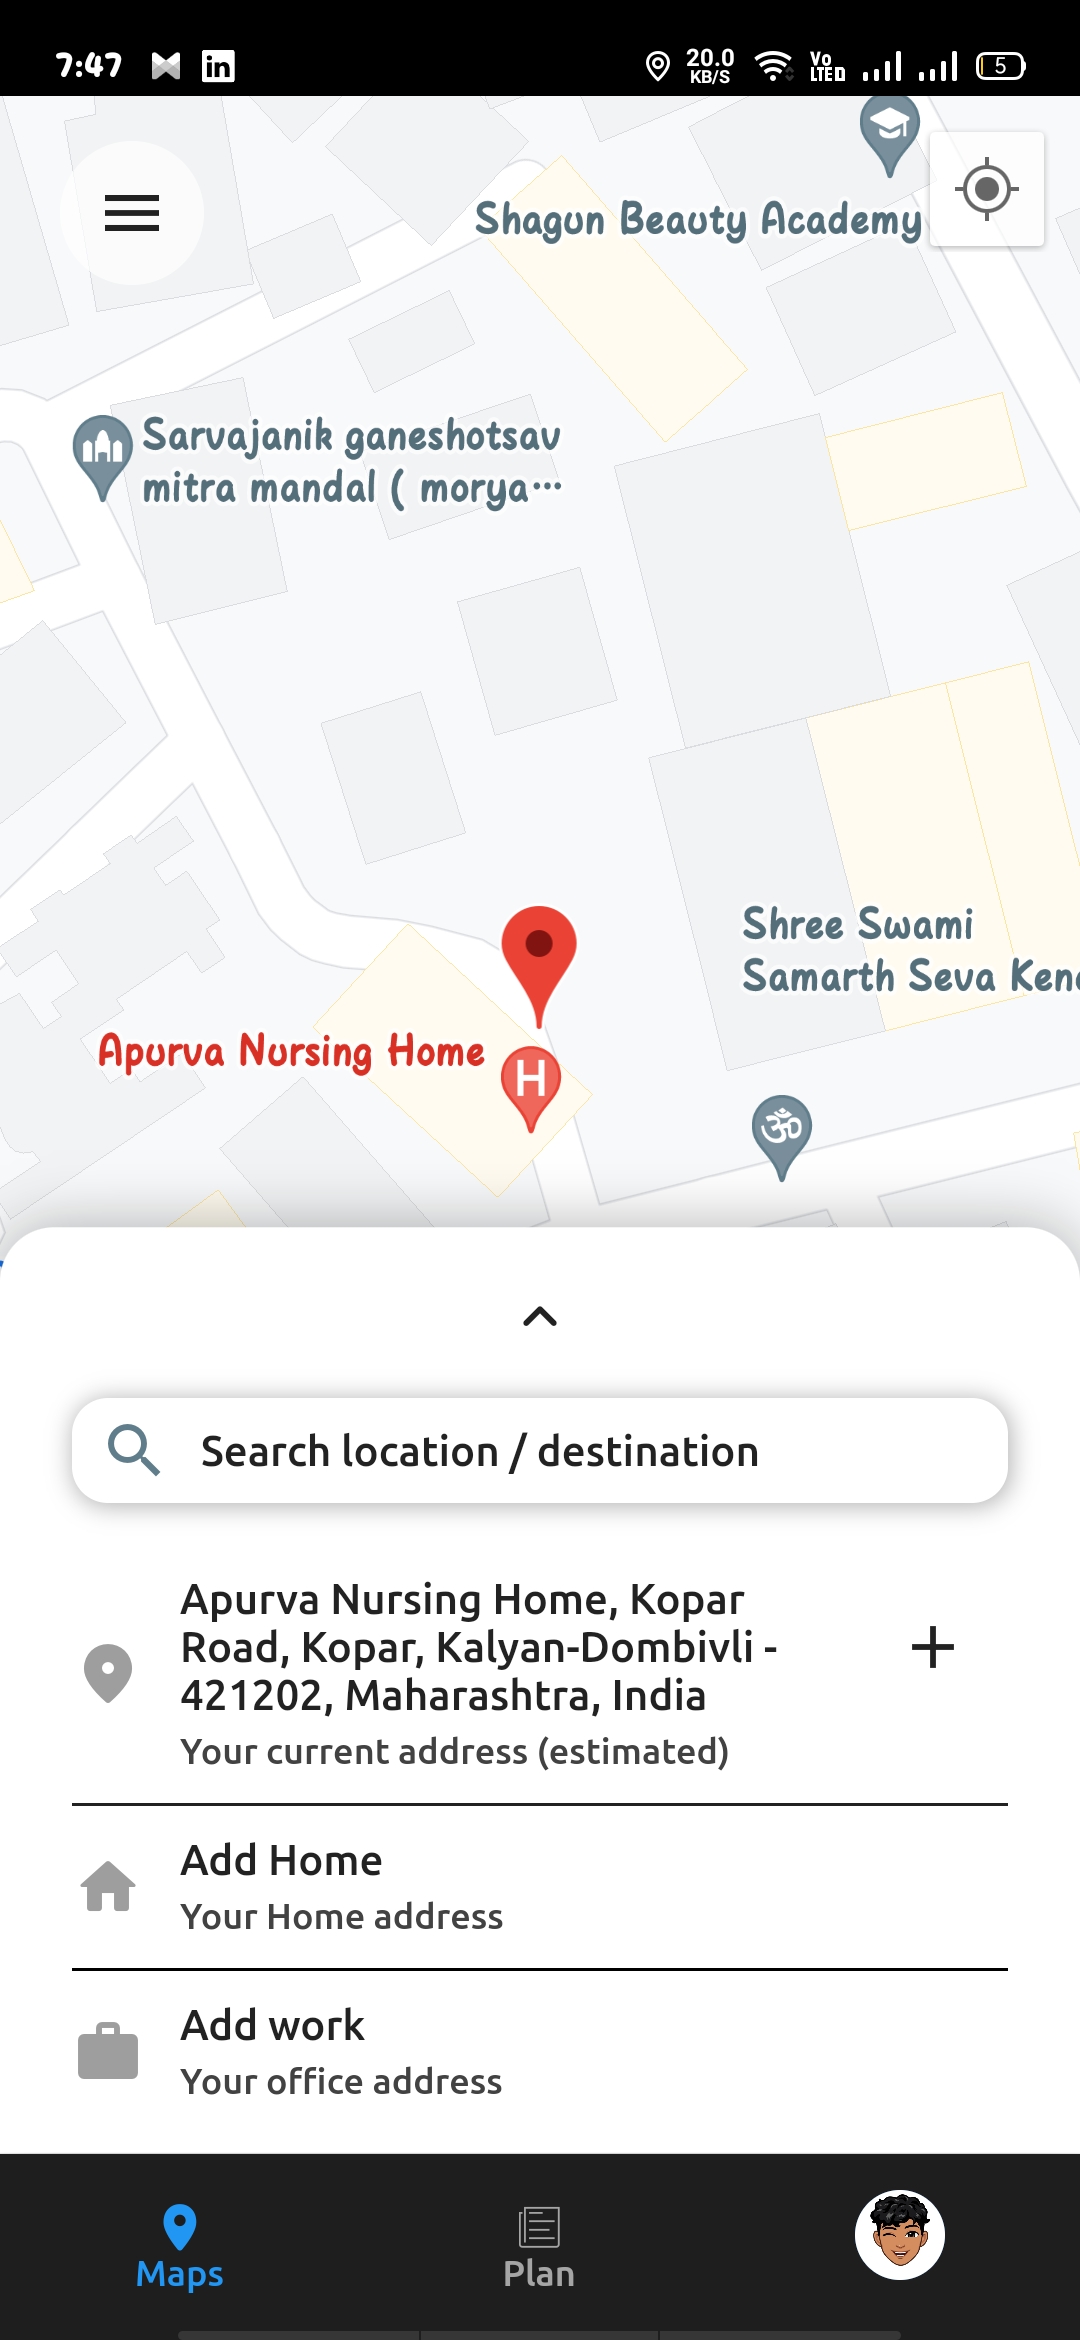 7:47
in
20.0
KB/S
Vo
LTE
5
Shagun Beauty Academy
Sarvajanik ganeshotsav
mitra mandal ( morya...
Shree Swami
Samarth Seva
Apurva Nursing Home
H
ॐ
Search location / destination
Apurva Nursing Home, Kopar
Road, Kopar, Kalyan-Dombivli -
421202, Maharashtra, India
Your current address (estimated)
Add Home
Your Home address
Add work
Your office address
Maps
Plan